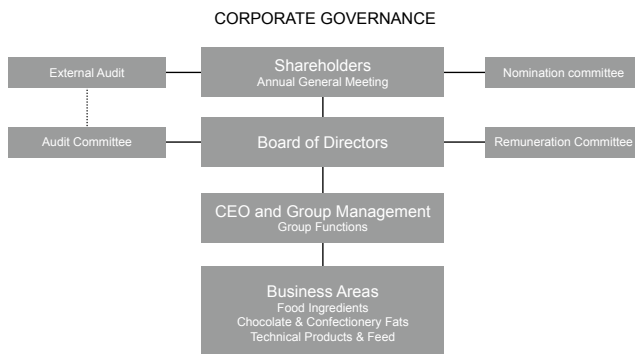 CORPORATE GOVERNANCE
External Audit
Shareholders
Annual General Meeting
Nomination committee
Audit Committee
Board of Directors
Remuneration Committee
CEO and Group Management
Group Functions
Business Areas
Food Ingredients
Chocolate & Confectionery Fats
Technical Products & Feed